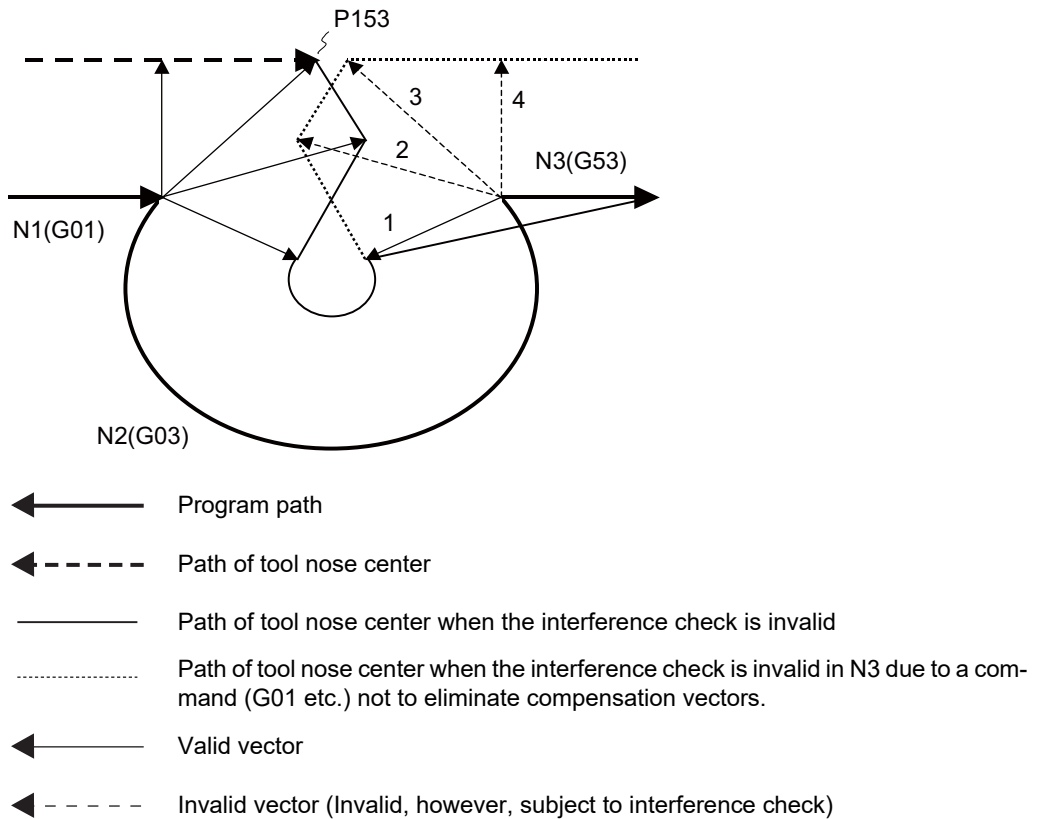 P153
3
4
2
N3(G53)
1
N1(G01)
N2(G03)
Program path
Path of tool nose center
Path of tool nose center when the interference check is invalid
Path of tool nose center when the interference check is invalid in N3 due to a com-
mand (G01 etc.) not to eliminate compensation vectors.
Valid vector
Invalid vector (Invalid, however, subject to interference check)